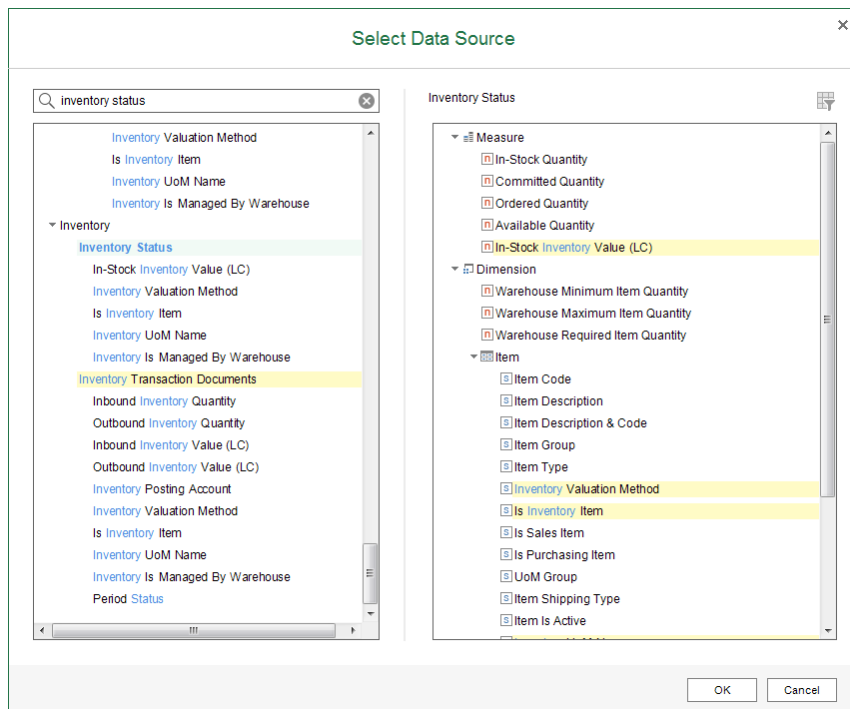 Select Data Source
inventory status
Inventory Valuation Method
Is Inventory Item
Inventory UoM Name
Inventory Is Managed By Warehouse
Inventory
Inventory Status
In-Stock Inventory Value (LC)
Inventory Valuation Method
Is Inventory Item
Inventory UoM Name
Inventory Is Managed By Warehouse
Inventory Transaction Documents
Inbound Inventory Quantity
Outbound Inventory Quantity
Inbound Inventory Value (LC)
Outbound Inventory Value (LC)
Inventory Posting Account
Inventory Valuation Method
Is Inventory Item
Inventory UoM Name
Inventory Is Managed By Warehouse
Period Status
Inventory Status
Measure
In-Stock Quantity
Committed Quantity
Ordered Quantity
Available Quantity
In-Stock Inventory Value (LC)
Dimension
Warehouse Minimum Item Quantity
Warehouse Maximum Item Quantity
Warehouse Required Item Quantity
Item
Item Code
Item Description
Item Description & Code
Item Group
Item Type
Inventory Valuation Method
Is Inventory Item
Is Sales Item
Is Purchasing Item
UoM Group
Item Shipping Type
Item Is Active
OK
Cancel